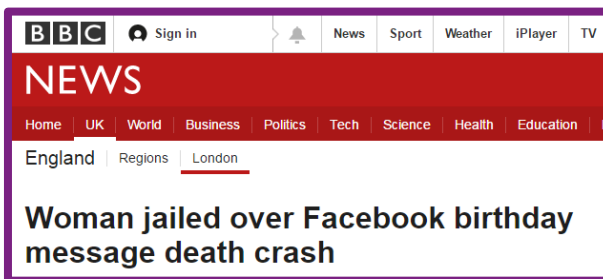 BBC Sign in News Sport Weather iPlayer TV
NEWS
Home UK World Business Politics Tech Science Health Education
England Regions London
Woman jailed over Facebook birthday
message death crash